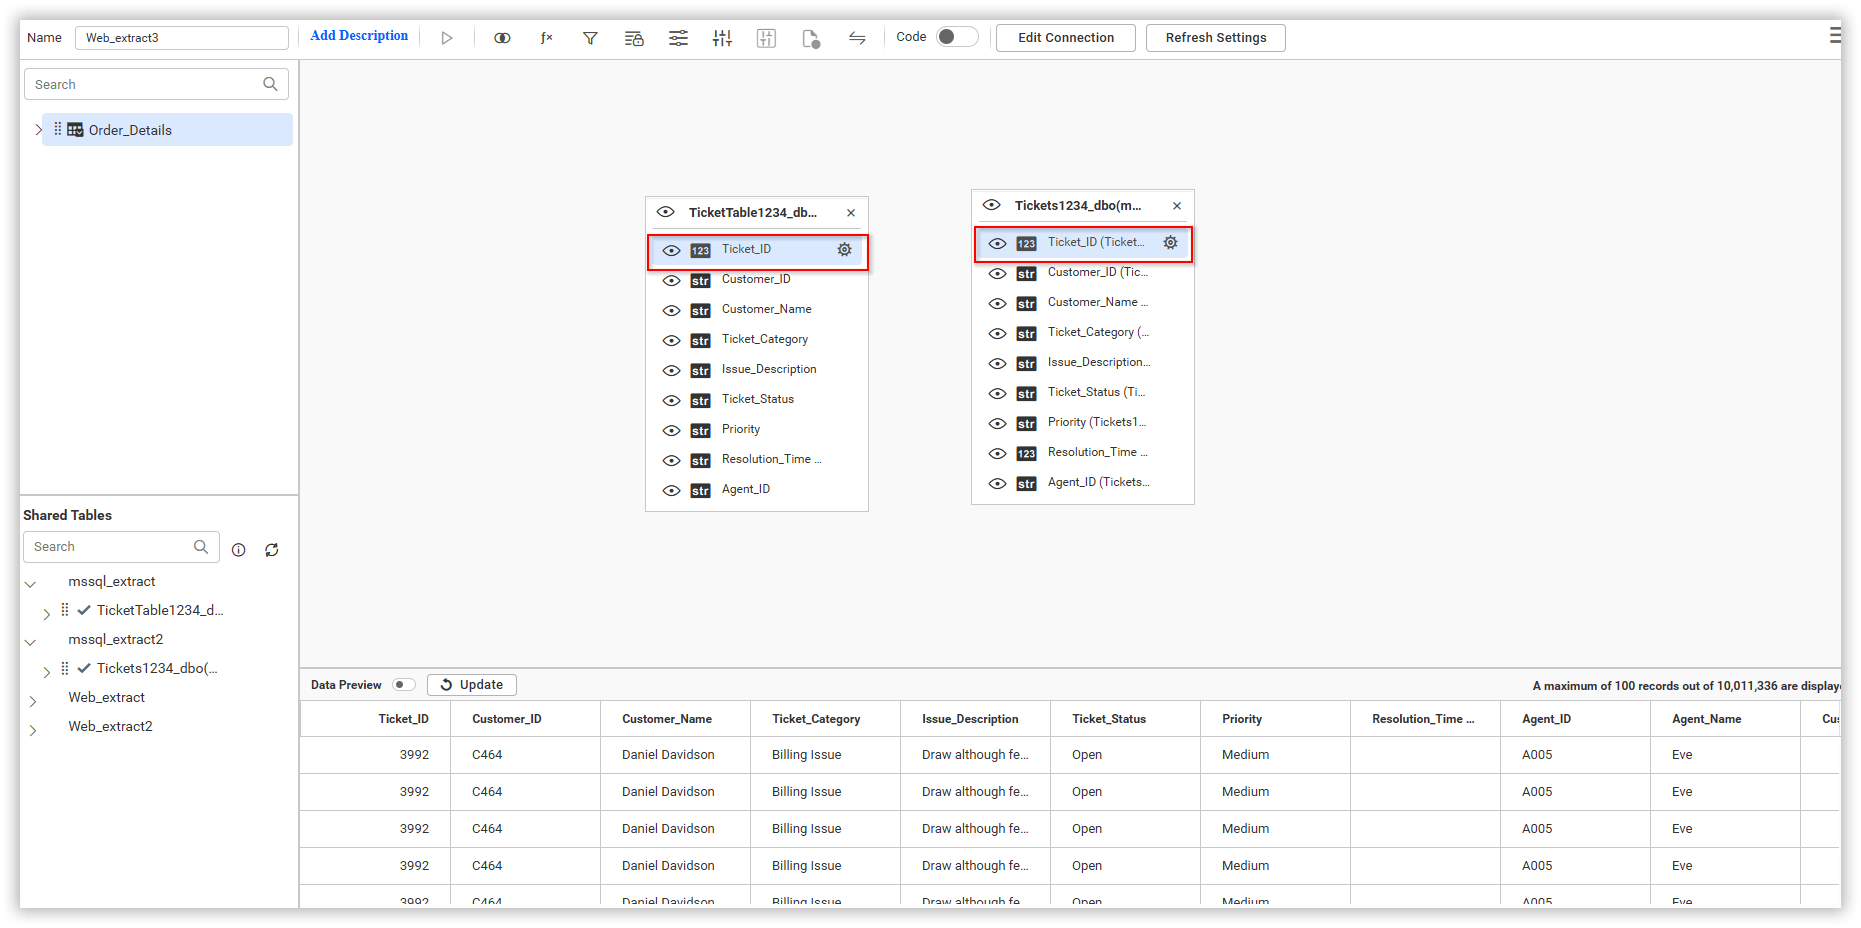 Name
Web_extract3
Add Description
Code
Edit Connection
Refresh Settings
Search
Order_Details
TicketTable1234_db...
123 Ticket_ID
str Customer_ID
str Customer_Name
str Ticket_Category
str Issue_Description
str Ticket_Status
str Priority
str Resolution_Time ...
str Agent_ID
Tickets1234_dbo(m...
123 Ticket_ID (Ticket...
str Customer_ID (Tic...
str Customer_Name ...
str Ticket_Category (...
str Issue_Description...
str Ticket_Status (Ti...
str Priority (Tickets1...
123 Resolution_Time ...
str Agent_ID (Tickets...
Shared Tables
Search
mssql_extract
TicketTable1234_d...
mssql_extract2
Tickets1234_dbo(...
Web_extract
Web_extract2
Data Preview
Update
A maximum of 100 records out of 10,011,336 are display
Ticket_ID Customer_ID Customer_Name Ticket_Category Issue_Description Ticket_Status Priority Resolution_Time ... Agent_ID Agent_Name Cu
3992 C464 Daniel Davidson Billing Issue Draw although fe... Open Medium A005 Eve
3992 C464 Daniel Davidson Billing Issue Draw although fe... Open Medium A005 Eve
3992 C464 Daniel Davidson Billing Issue Draw although fe... Open Medium A005 Eve
3992 C464 Daniel Davidson Billing Issue Draw although fe... Open Medium A005 Eve
3992 C464 Daniel Davidson Billing Issue Draw although fe... Open Medium A005 Eve